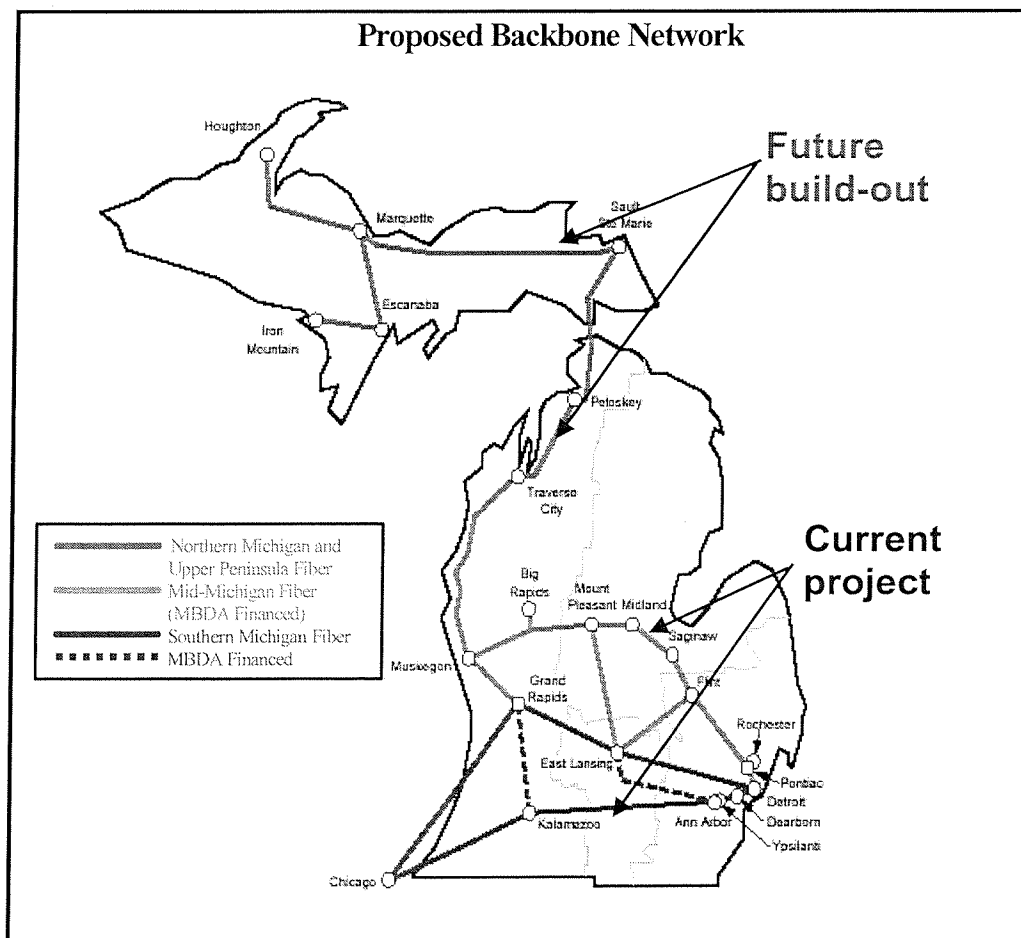 Proposed Backbone Network
Houghton
Future
build-out
Marquette
Sault
Ste Marie
Escanaba
Iron
Mountain
Petoskey
Traverse
City
Northern Michigan and
Upper Peninsula Fiber
Mid-Michigan Fiber
(MBDA Financed)
Southern Michigan Fiber
MBDA Financed
Current
project
Big
Rapids
Mount
Pleasant
Midland
Saginaw
Muskegon
Grand
Rapids
Flint
Rochester
East Lansing
Pontiac
Detroit
Kalamazoo
Ann Arbor
Dearborn
Ypsilanti
Chicago